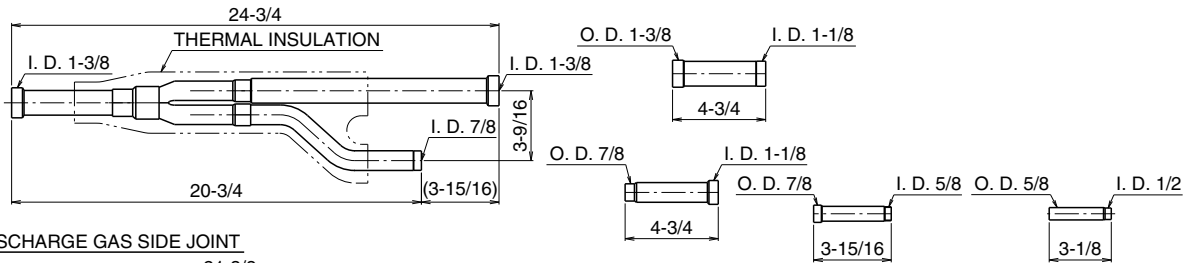 24-3/4
THERMAL INSULATION
I. D. 1-3/8
I. D. 1-3/8
3-9/16
I. D. 7/8
20-3/4
(3-15/16)
O. D. 1-3/8
I. D. 1-1/8
4-3/4
O. D. 7/8
I. D. 1-1/8
4-3/4
O. D. 7/8
I. D. 5/8
3-15/16
O. D. 5/8
I. D. 1/2
3-1/8
SCHARGE GAS SIDE JOINT